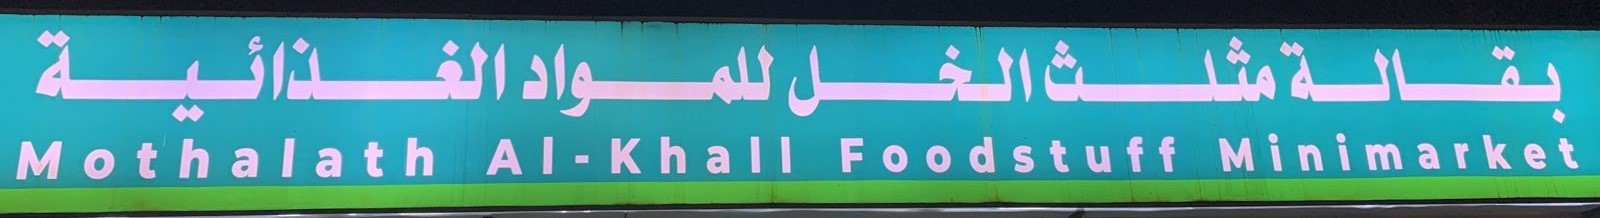 بقالة مثلث الخل للمواد الغذائية
Mothalath Al-Khall Foodstuff Minimarket